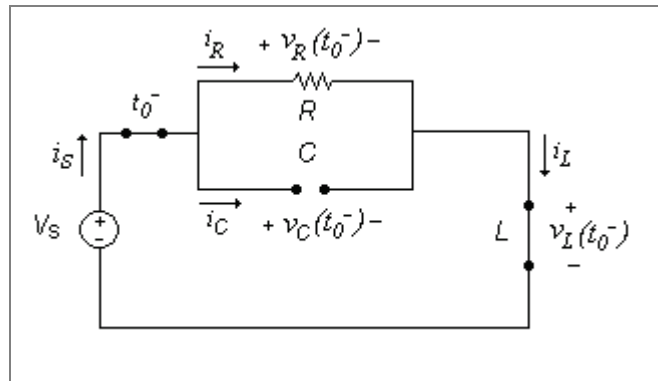 i_R + v_R(t_0^-) –
t_0^-
R
i_S
C
i_L
i_C + v_C(t_0^-) –
V_S + –
L + v_L(t_0^-) –